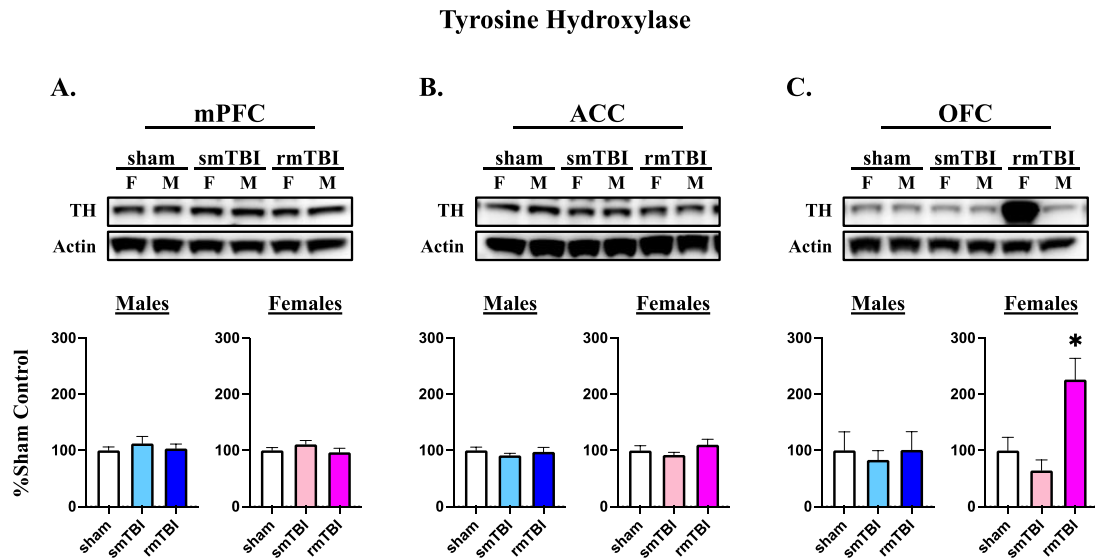 Tyrosine Hydroxylase
A.
mPFC
sham smTBI rmTBI
F M F M F M
TH
Actin
Males Females
%Sham Control
300
200
100
0
sham
smTBI
rmTBI
300
200
100
0
sham
smTBI
rmTBI
B.
ACC
sham smTBI rmTBI
F M F M F M
TH
Actin
Males Females
300
200
100
0
sham
smTBI
rmTBI
300
200
100
0
sham
smTBI
rmTBI
C.
OFC
sham smTBI rmTBI
F M F M F M
TH
Actin
Males Females
300
200
100
0
sham
smTBI
rmTBI
300
200
100
0
*
sham
smTBI
rmTBI